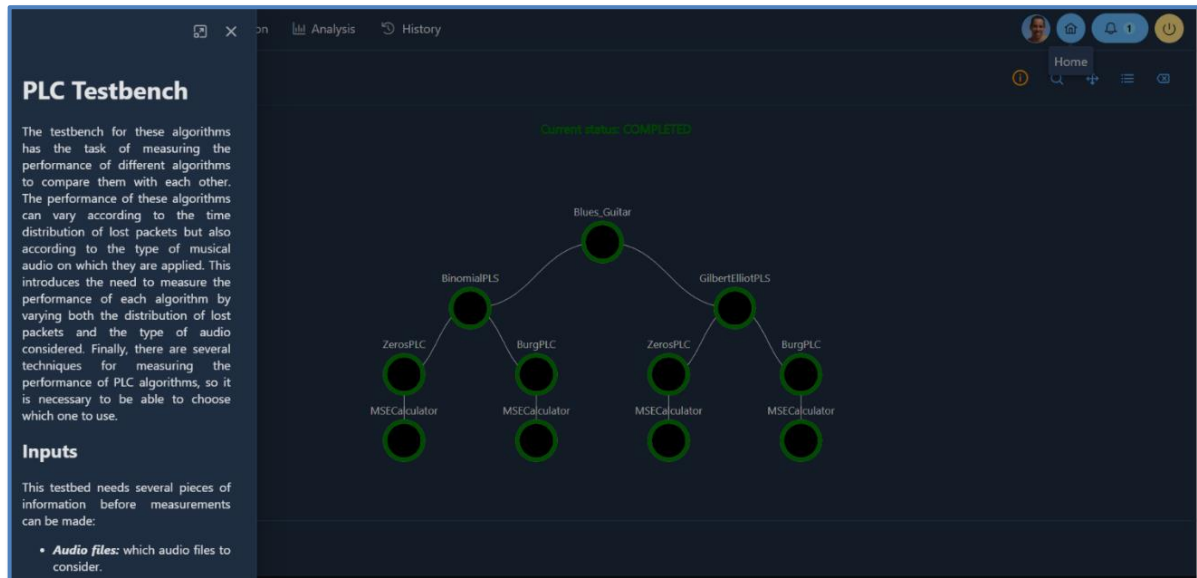 on Analysis History 1
Home
PLC Testbench
The testbench for these algorithms
has the task of measuring the
performance of different algorithms
to compare them with each other.
The performance of these algorithms
can vary according to the time
distribution of lost packets but also
according to the type of musical
audio on which they are applied. This
introduces the need to measure the
performance of each algorithm by
varying both the distribution of lost
packets and the type of audio
considered. Finally, there are several
techniques for measuring the
performance of PLC algorithms, so it
is necessary to be able to choose
which one to use.
Inputs
This testbed needs several pieces of
information before measurements
can be made:
• Audio files: which audio files to
consider.
Current status: COMPLETED
Blues_Guitar
BinomialPLS GilbertElliotPLS
ZerosPLC BurgPLC ZerosPLC BurgPLC
MSECalculator MSECalculator MSECalculator MSECalculator